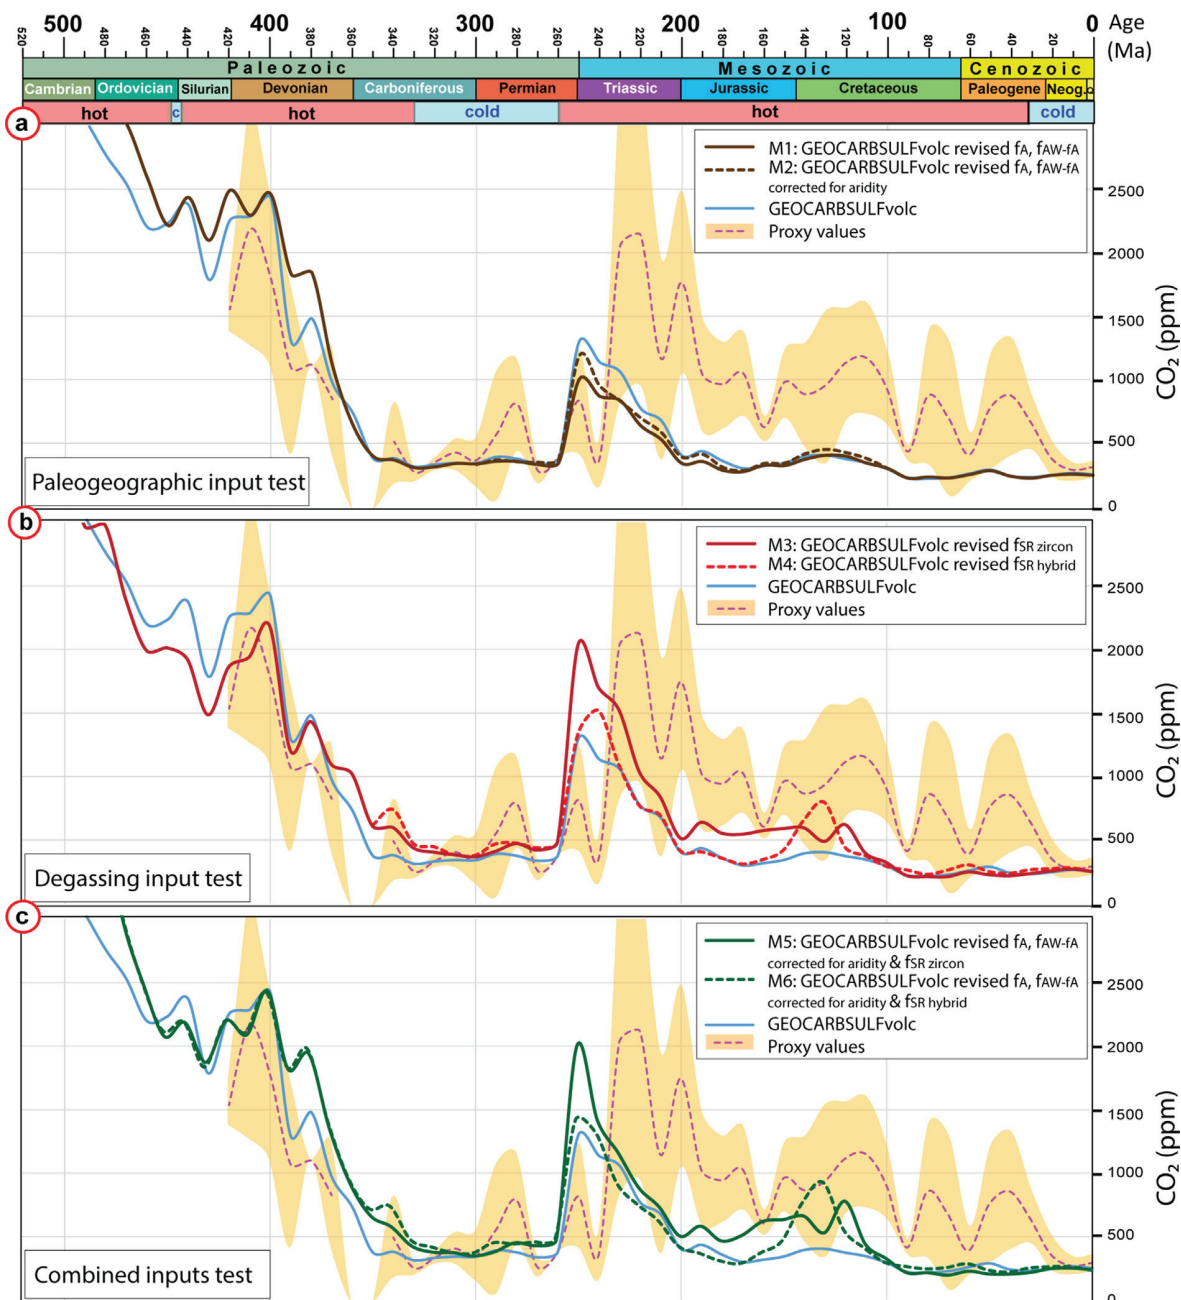 500 400 300 200 100 0 Age
520 480 460 440 420 380 360 340 320 280 260 240 220 180 160 140 120 80 60 40 20 (Ma)
Paleozoic Mesozoic Cenozoic
Cambrian Ordovician Silurian Devonian Carboniferous Permian Triassic Jurassic Cretaceous Paleogene Neog. Q
hot c hot cold hot cold
a
M1: GEOCARBSULFvolc revised fA, fAW-fA
M2: GEOCARBSULFvolc revised fA, fAW-fA
corrected for aridity
GEOCARBSULFvolc
Proxy values
2500
2000
1500
1000
500
0
CO2 (ppm)
Paleogeographic input test
b
M3: GEOCARBSULFvolc revised fSR zircon
M4: GEOCARBSULFvolc revised fSR hybrid
GEOCARBSULFvolc
Proxy values
2500
2000
1500
1000
500
0
CO2 (ppm)
Degassing input test
c
M5: GEOCARBSULFvolc revised fA, fAW-fA
corrected for aridity & fSR zircon
M6: GEOCARBSULFvolc revised fA, fAW-fA
corrected for aridity & fSR hybrid
GEOCARBSULFvolc
Proxy values
2500
2000
1500
1000
500
0
CO2 (ppm)
Combined inputs test